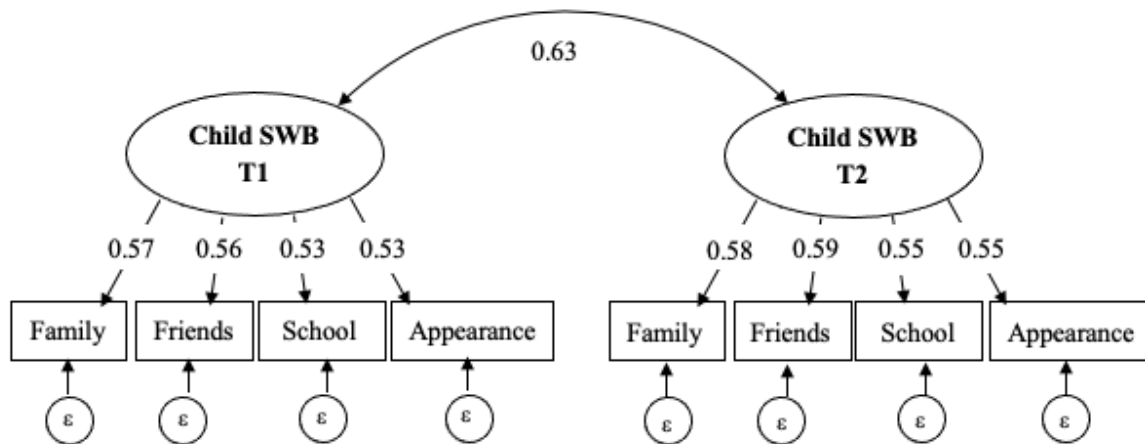 0.63
Child SWB
T1
Child SWB
T2
0.57 0.56 0.53 0.53
0.58 0.59 0.55 0.55
Family Friends School Appearance
Family Friends School Appearance
ε ε ε ε
ε ε ε ε